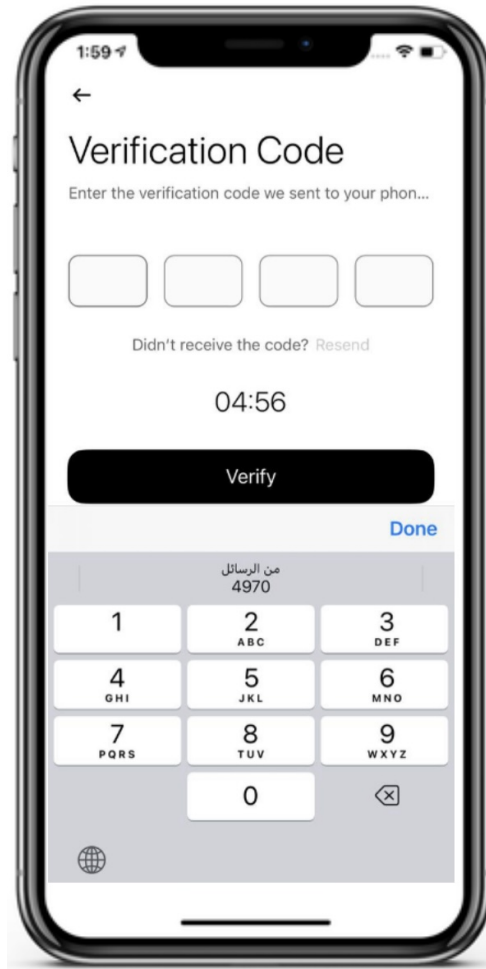 1:59
←
Verification Code
Enter the verification code we sent to your phon...
Didn't receive the code? Resend
04:56
Verify
Done
من الرسائل
4970
1
2 ABC
3 DEF
4 GHI
5 JKL
6 MNO
7 PQRS
8 TUV
9 WXYZ
0